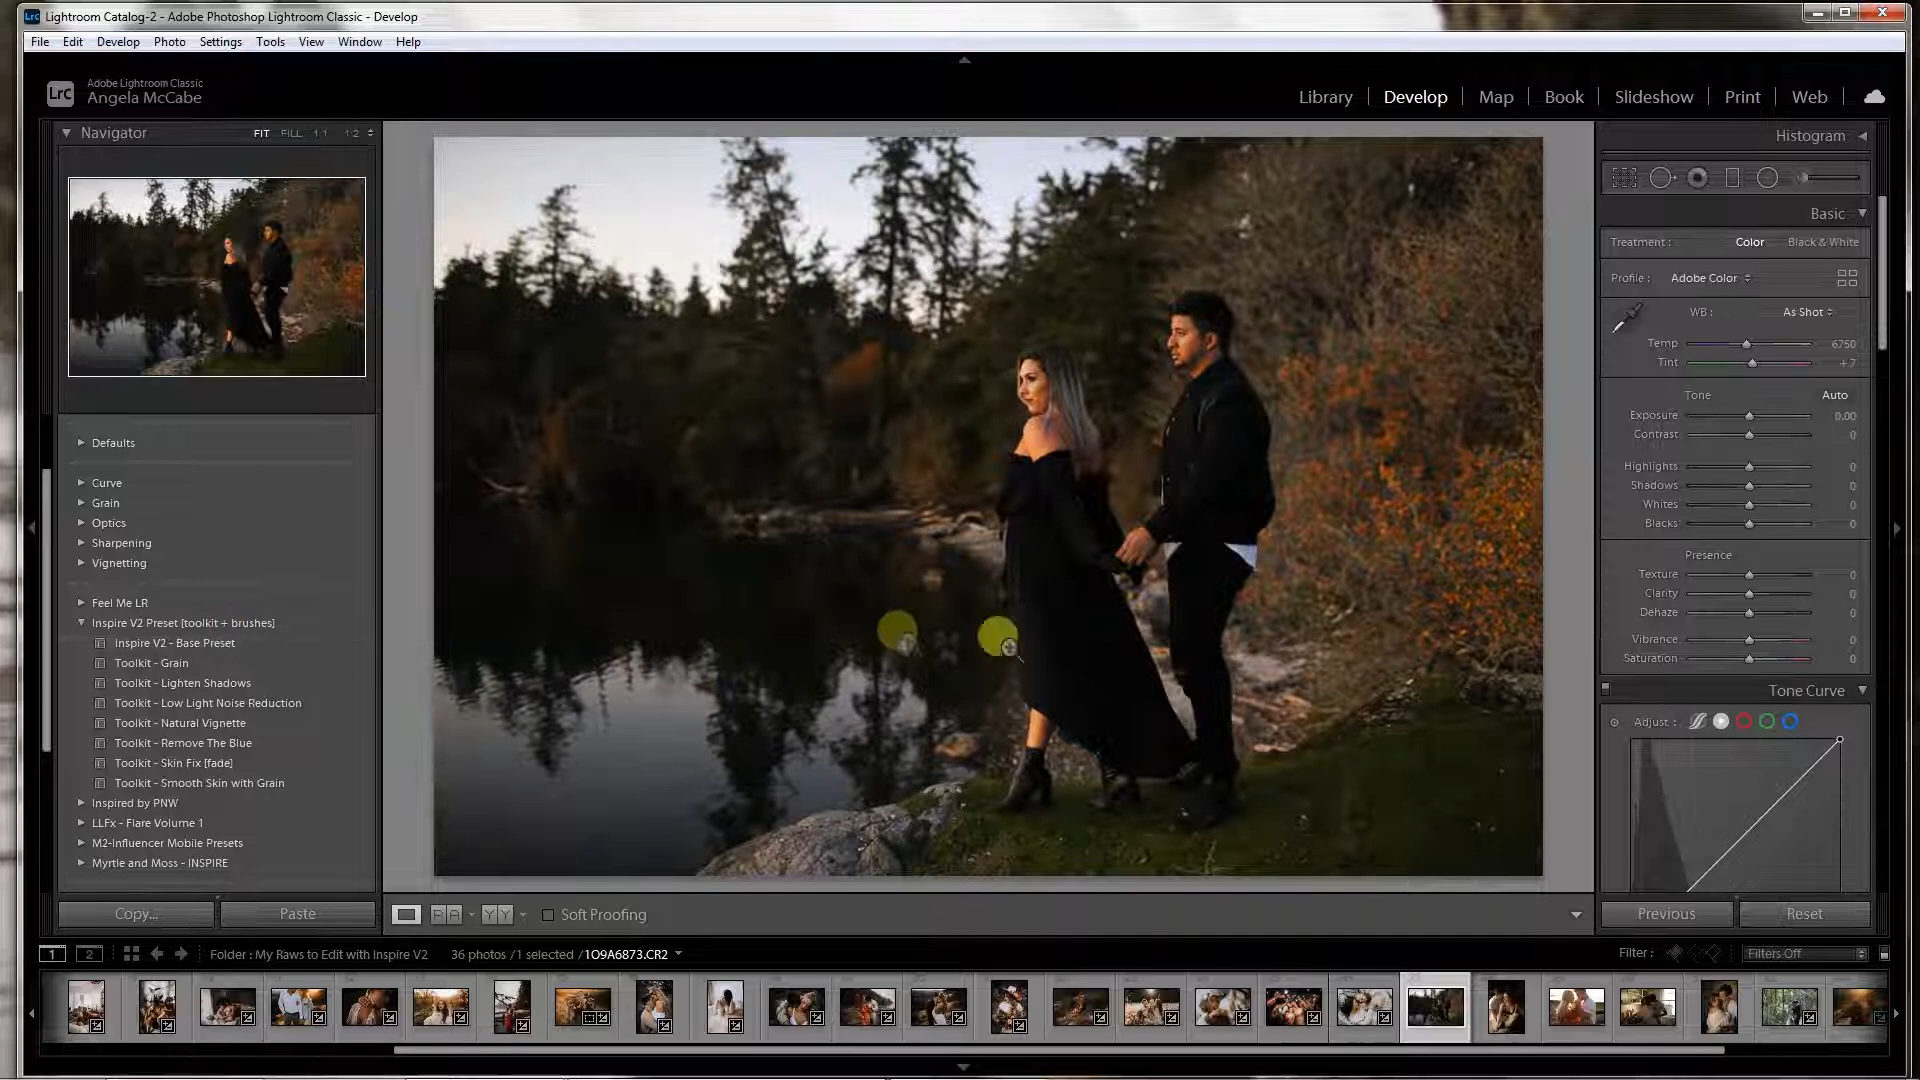 Lightroom Catalog-2 - Adobe Photoshop Lightroom Classic - Develop
File Edit Develop Photo Settings Tools View Window Help
LrC Adobe Lightroom Classic
Angela McCabe
Library Develop Map Book Slideshow Print Web
Navigator FIT FILL 1:1 1:2
Histogram
Basic
Treatment : Color Black & White
Profile : Adobe Color
WB : As Shot
Temp 6750
Tint +7
Tone Auto
Exposure 0.00
Contrast 0
Highlights 0
Shadows 0
Whites 0
Blacks 0
Presence
Texture 0
Clarity 0
Dehaze 0
Vibrance 0
Saturation 0
Tone Curve
Adjust :
Defaults
Curve
Grain
Optics
Sharpening
Vignetting
Feel Me LR
Inspire V2 Preset [toolkit + brushes]
Inspire V2 - Base Preset
Toolkit - Grain
Toolkit - Lighten Shadows
Toolkit - Low Light Noise Reduction
Toolkit - Natural Vignette
Toolkit - Remove The Blue
Toolkit - Skin Fix [fade]
Toolkit - Smooth Skin with Grain
Inspired by PNW
LLFx - Flare Volume 1
M2-Influencer Mobile Presets
Myrtle and Moss - INSPIRE
Copy... Paste
R A Y Y Soft Proofing
Previous Reset
1 2 Folder : My Raws to Edit with Inspire V2 36 photos /1 selected /1O9A6873.CR2 Filter : Filters Off